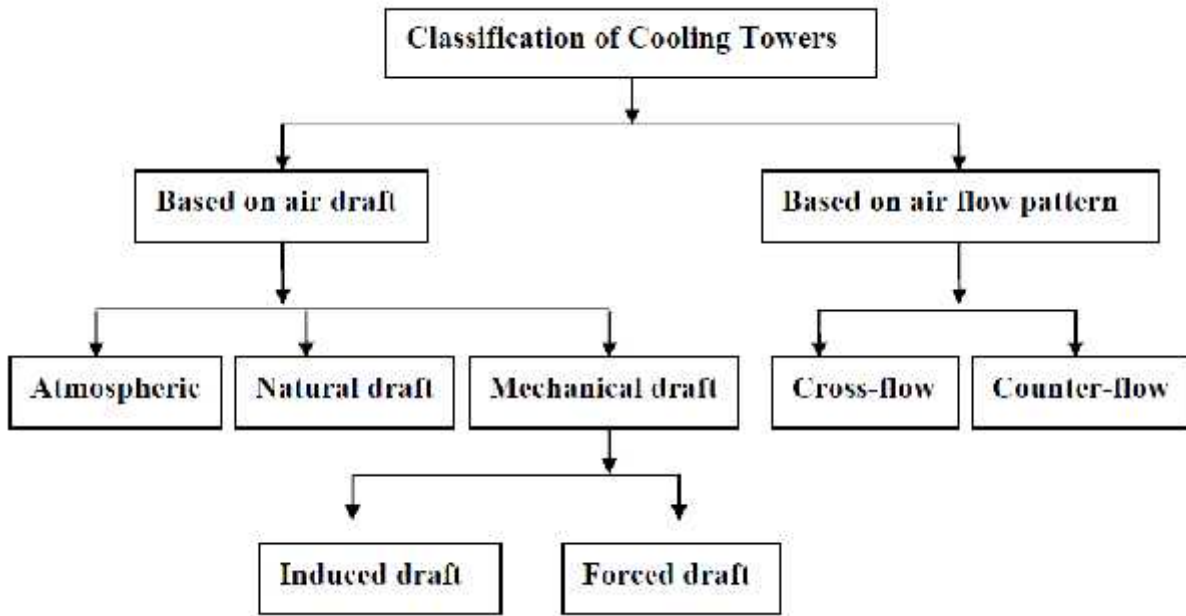 Classification of Cooling Towers
Based on air draft
Based on air flow pattern
Atmospheric
Natural draft
Mechanical draft
Cross-flow
Counter-flow
Induced draft
Forced draft